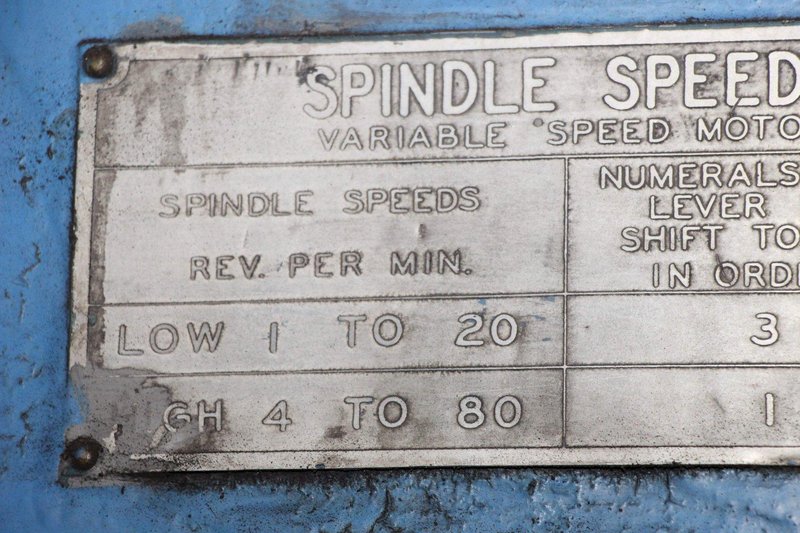 SPINDLE SPEED
VARIABLE SPEED MOTO
SPINDLE SPEEDS
REV. PER MIN.
NUMERALS
LEVER
SHIFT TO
IN ORD
LOW 1 TO 20
3
GH 4 TO 80
1